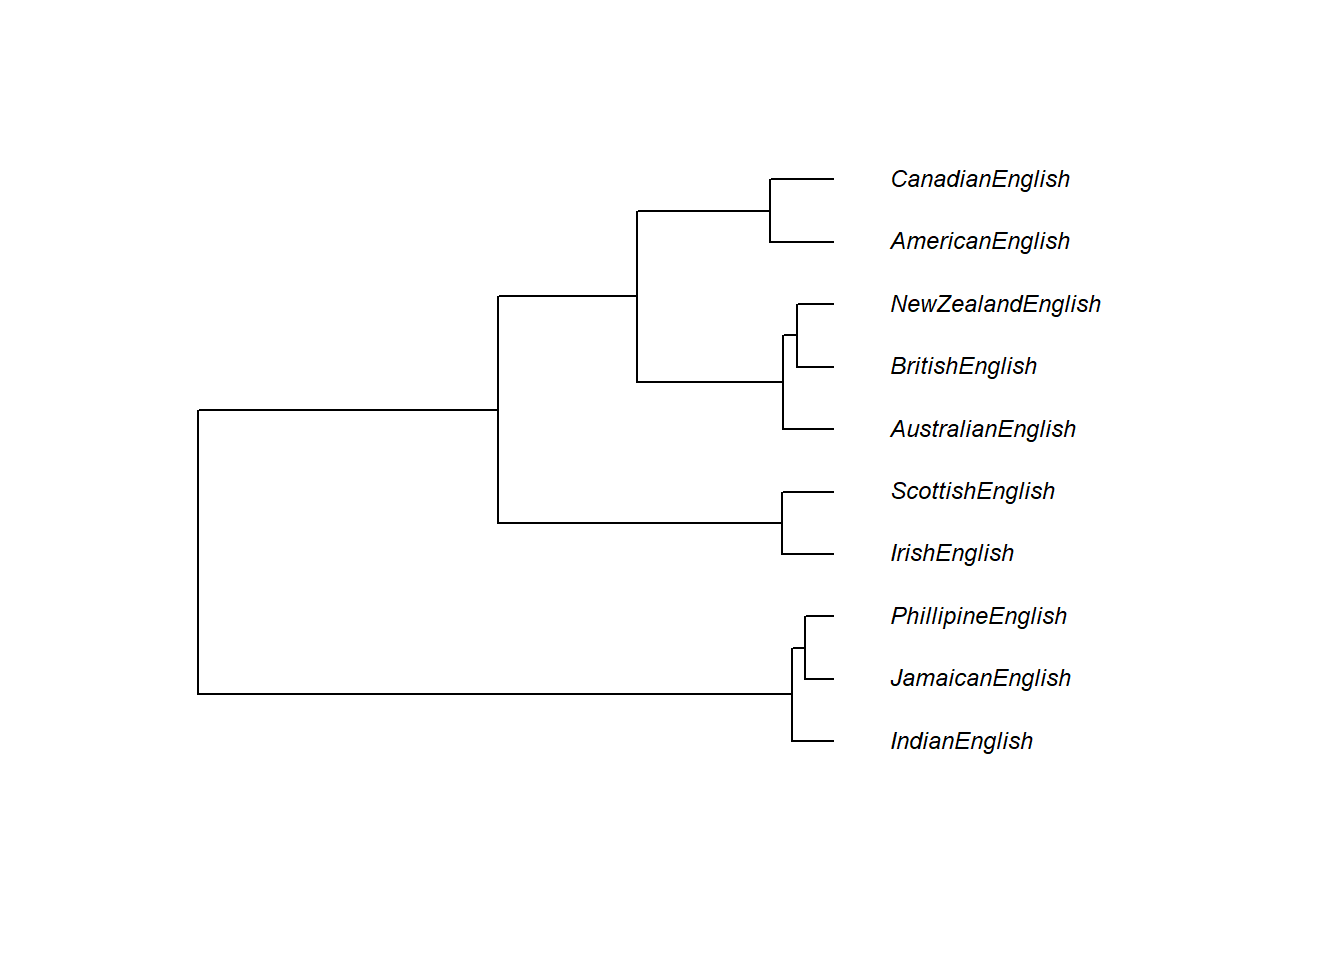 CanadianEnglish
AmericanEnglish
NewZealandEnglish
BritishEnglish
AustralianEnglish
ScottishEnglish
IrishEnglish
PhillipineEnglish
JamaicanEnglish
IndianEnglish